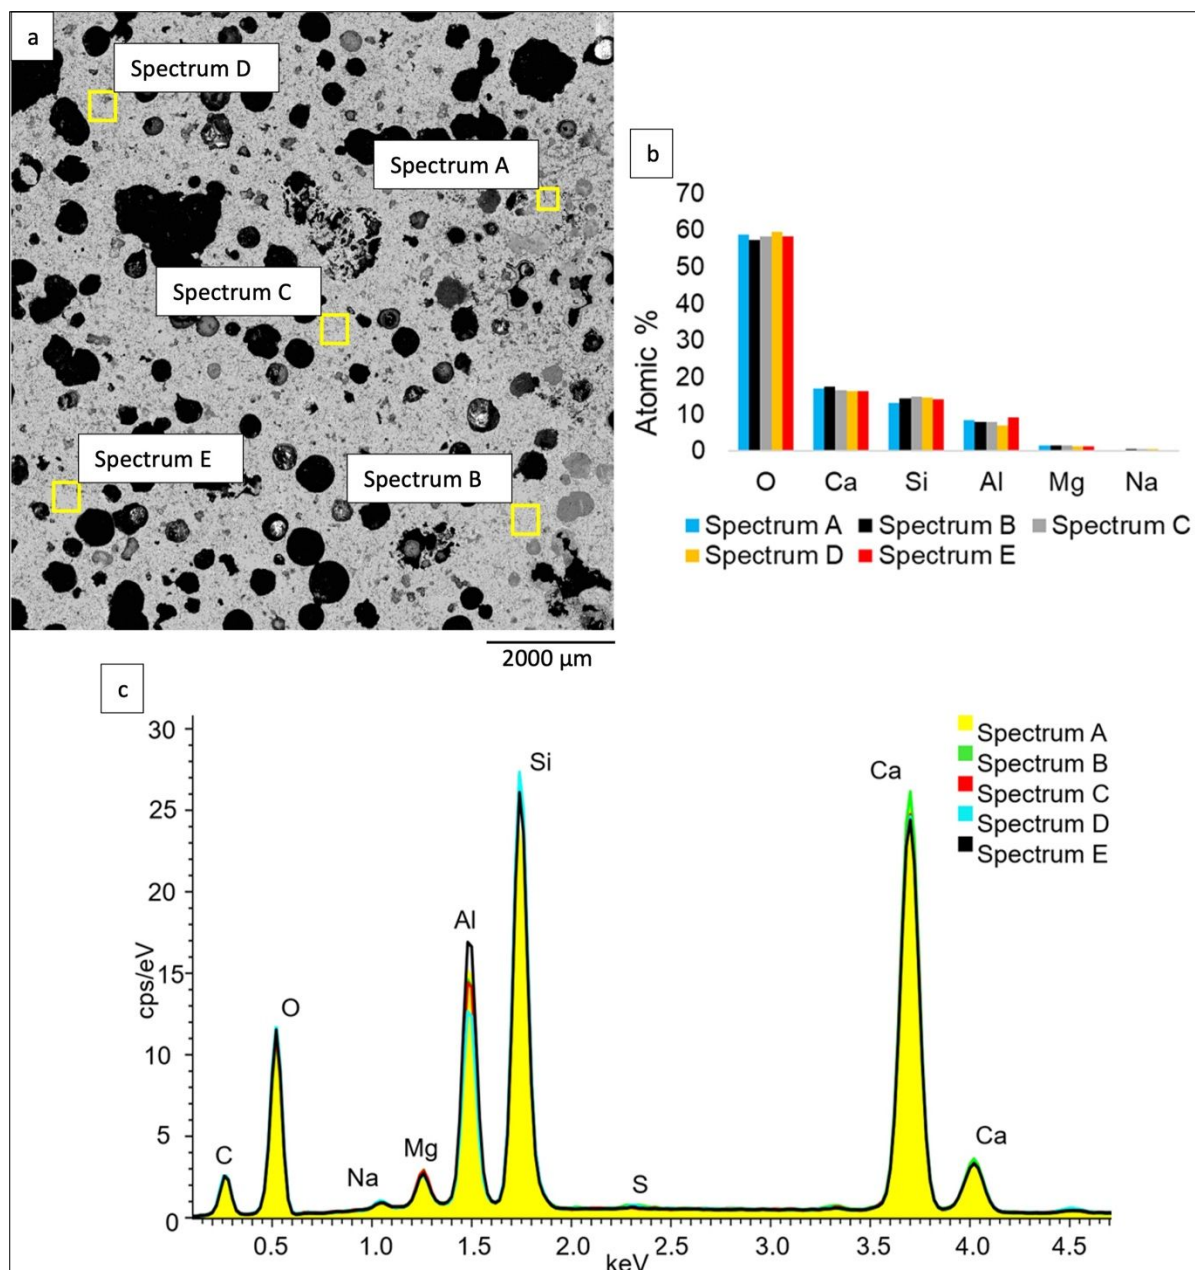 a
Spectrum D
Spectrum A
Spectrum C
Spectrum E
Spectrum B
2000 µm
b
Atomic %
70
60
50
40
30
20
10
0
O Ca Si Al Mg Na
Spectrum A Spectrum B Spectrum C
Spectrum D Spectrum E
c
cps/eV
30
25
20
15
10
5
0
C
O
Na
Mg
Al
Si
S
Ca
Ca
Spectrum A
Spectrum B
Spectrum C
Spectrum D
Spectrum E
0.5 1.0 1.5 2.0 2.5 3.0 3.5 4.0 4.5
keV